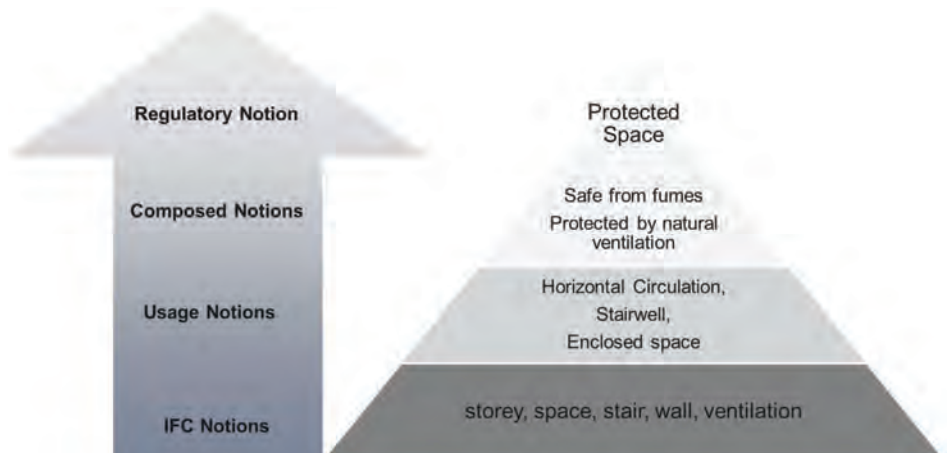 Regulatory Notion
Composed Notions
Usage Notions
IFC Notions
Protected
Space
Safe from fumes
Protected by natural
ventilation
Horizontal Circulation,
Stairwell,
Enclosed space
storey, space, stair, wall, ventilation